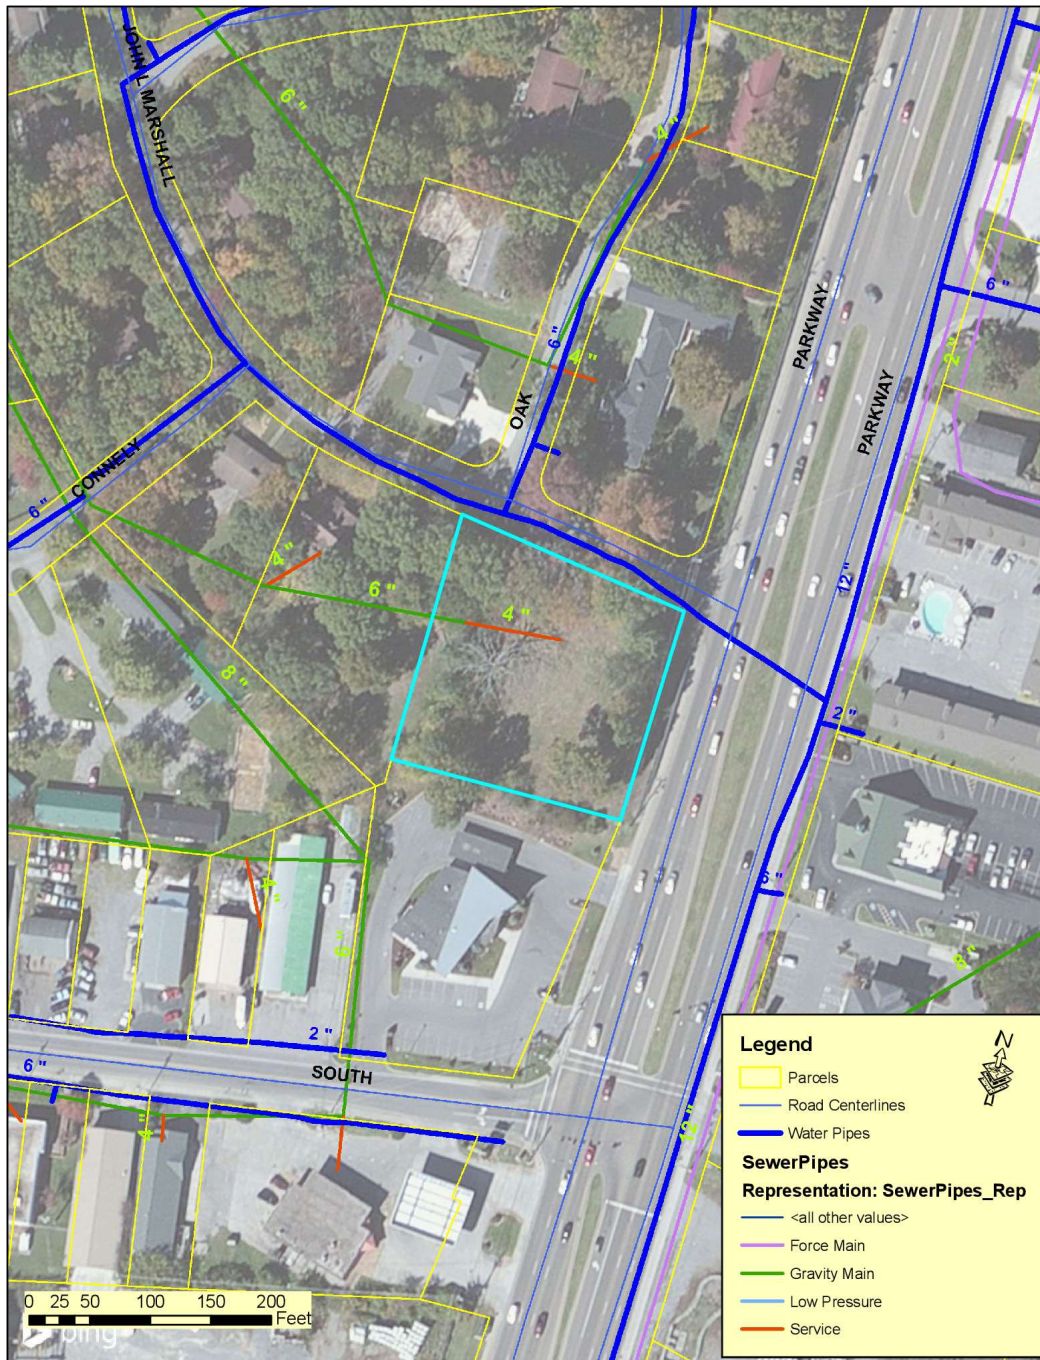 JOHN L MARSHALL
6 "
4 "
PARKWAY
6 "
2 "
6 "
4 "
OAK
PARKWAY
CONNELY
6 "
4 "
6 "
4 "
12 "
8 "
2 "
4 "
6 "
6 "
8 "
2 "
SOUTH
6 "
4 "
12 "
Legend
N
Parcels
Road Centerlines
Water Pipes
SewerPipes
Representation: SewerPipes_Rep
<all other values>
Force Main
Gravity Main
Low Pressure
Service
0 25 50 100 150 200
Feet
bing